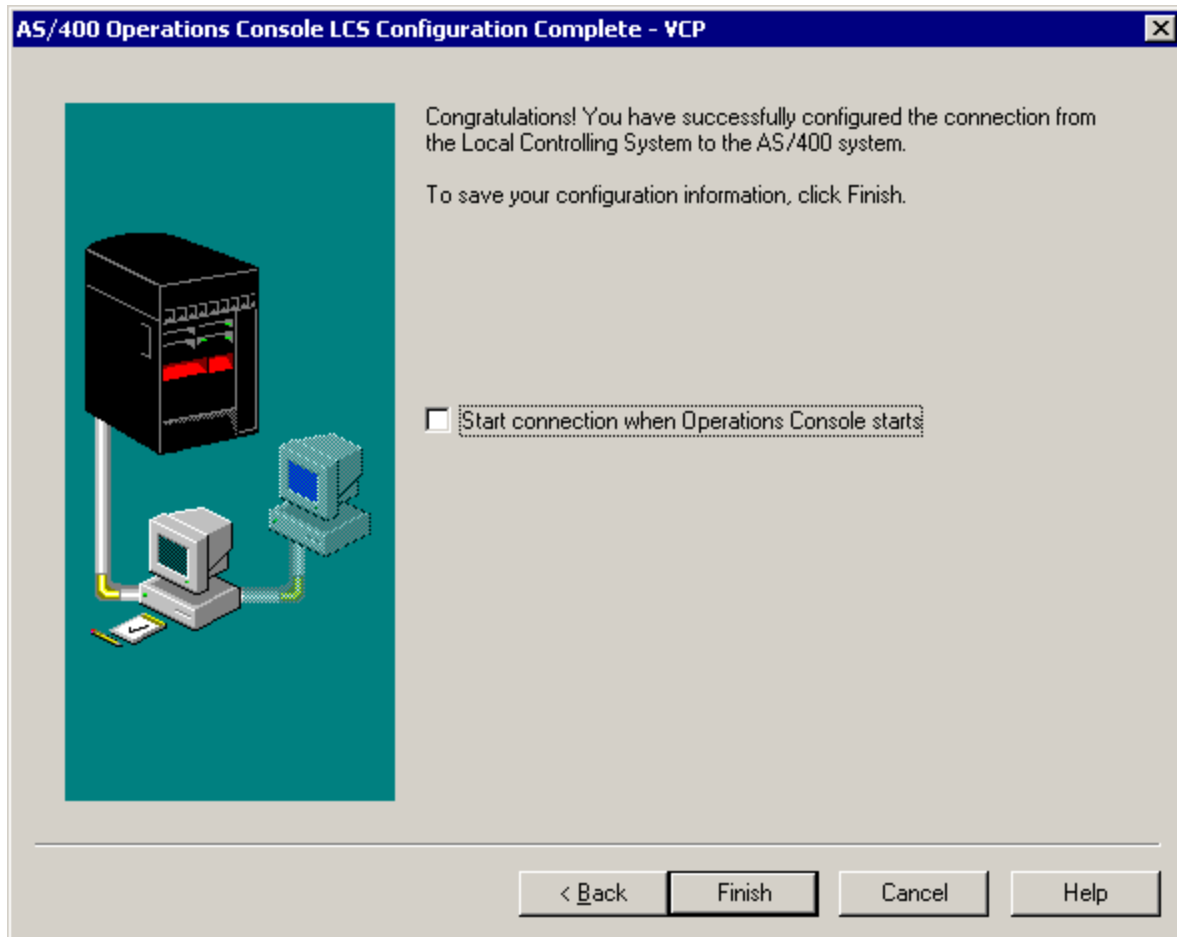 AS/400 Operations Console LCS Configuration Complete - VCP
Congratulations! You have successfully configured the connection from
the Local Controlling System to the AS/400 system.
To save your configuration information, click Finish.
Start connection when Operations Console starts
< Back
Finish
Cancel
Help